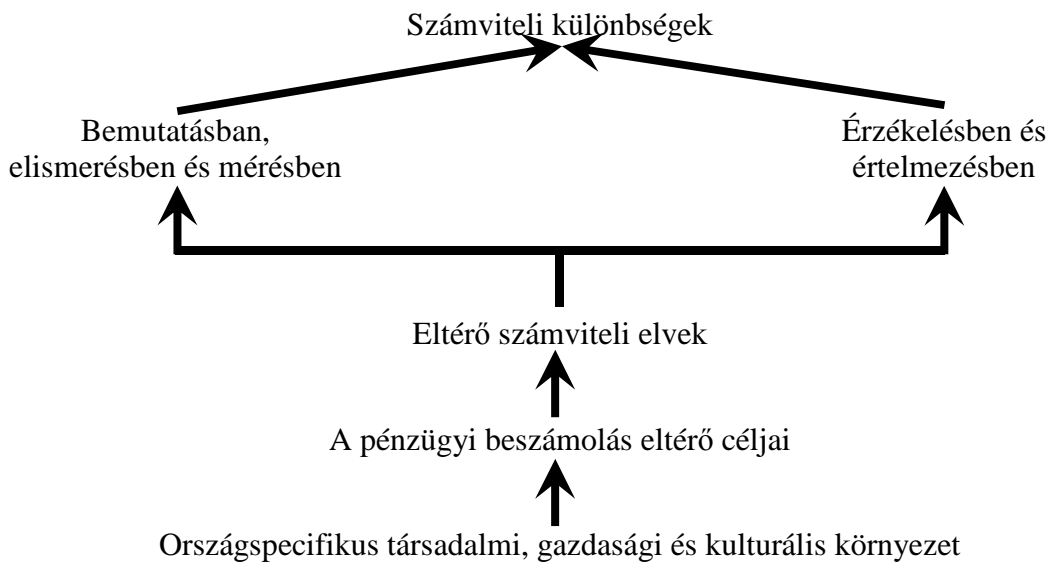 Számviteli különbségek
Bemutatásban,
elismerésben és mérésben
Érzékelésben és
értelmezésben
Eltérő számviteli elvek
A pénzügyi beszámolás eltérő céljai
Országspecifikus társadalmi, gazdasági és kulturális környezet